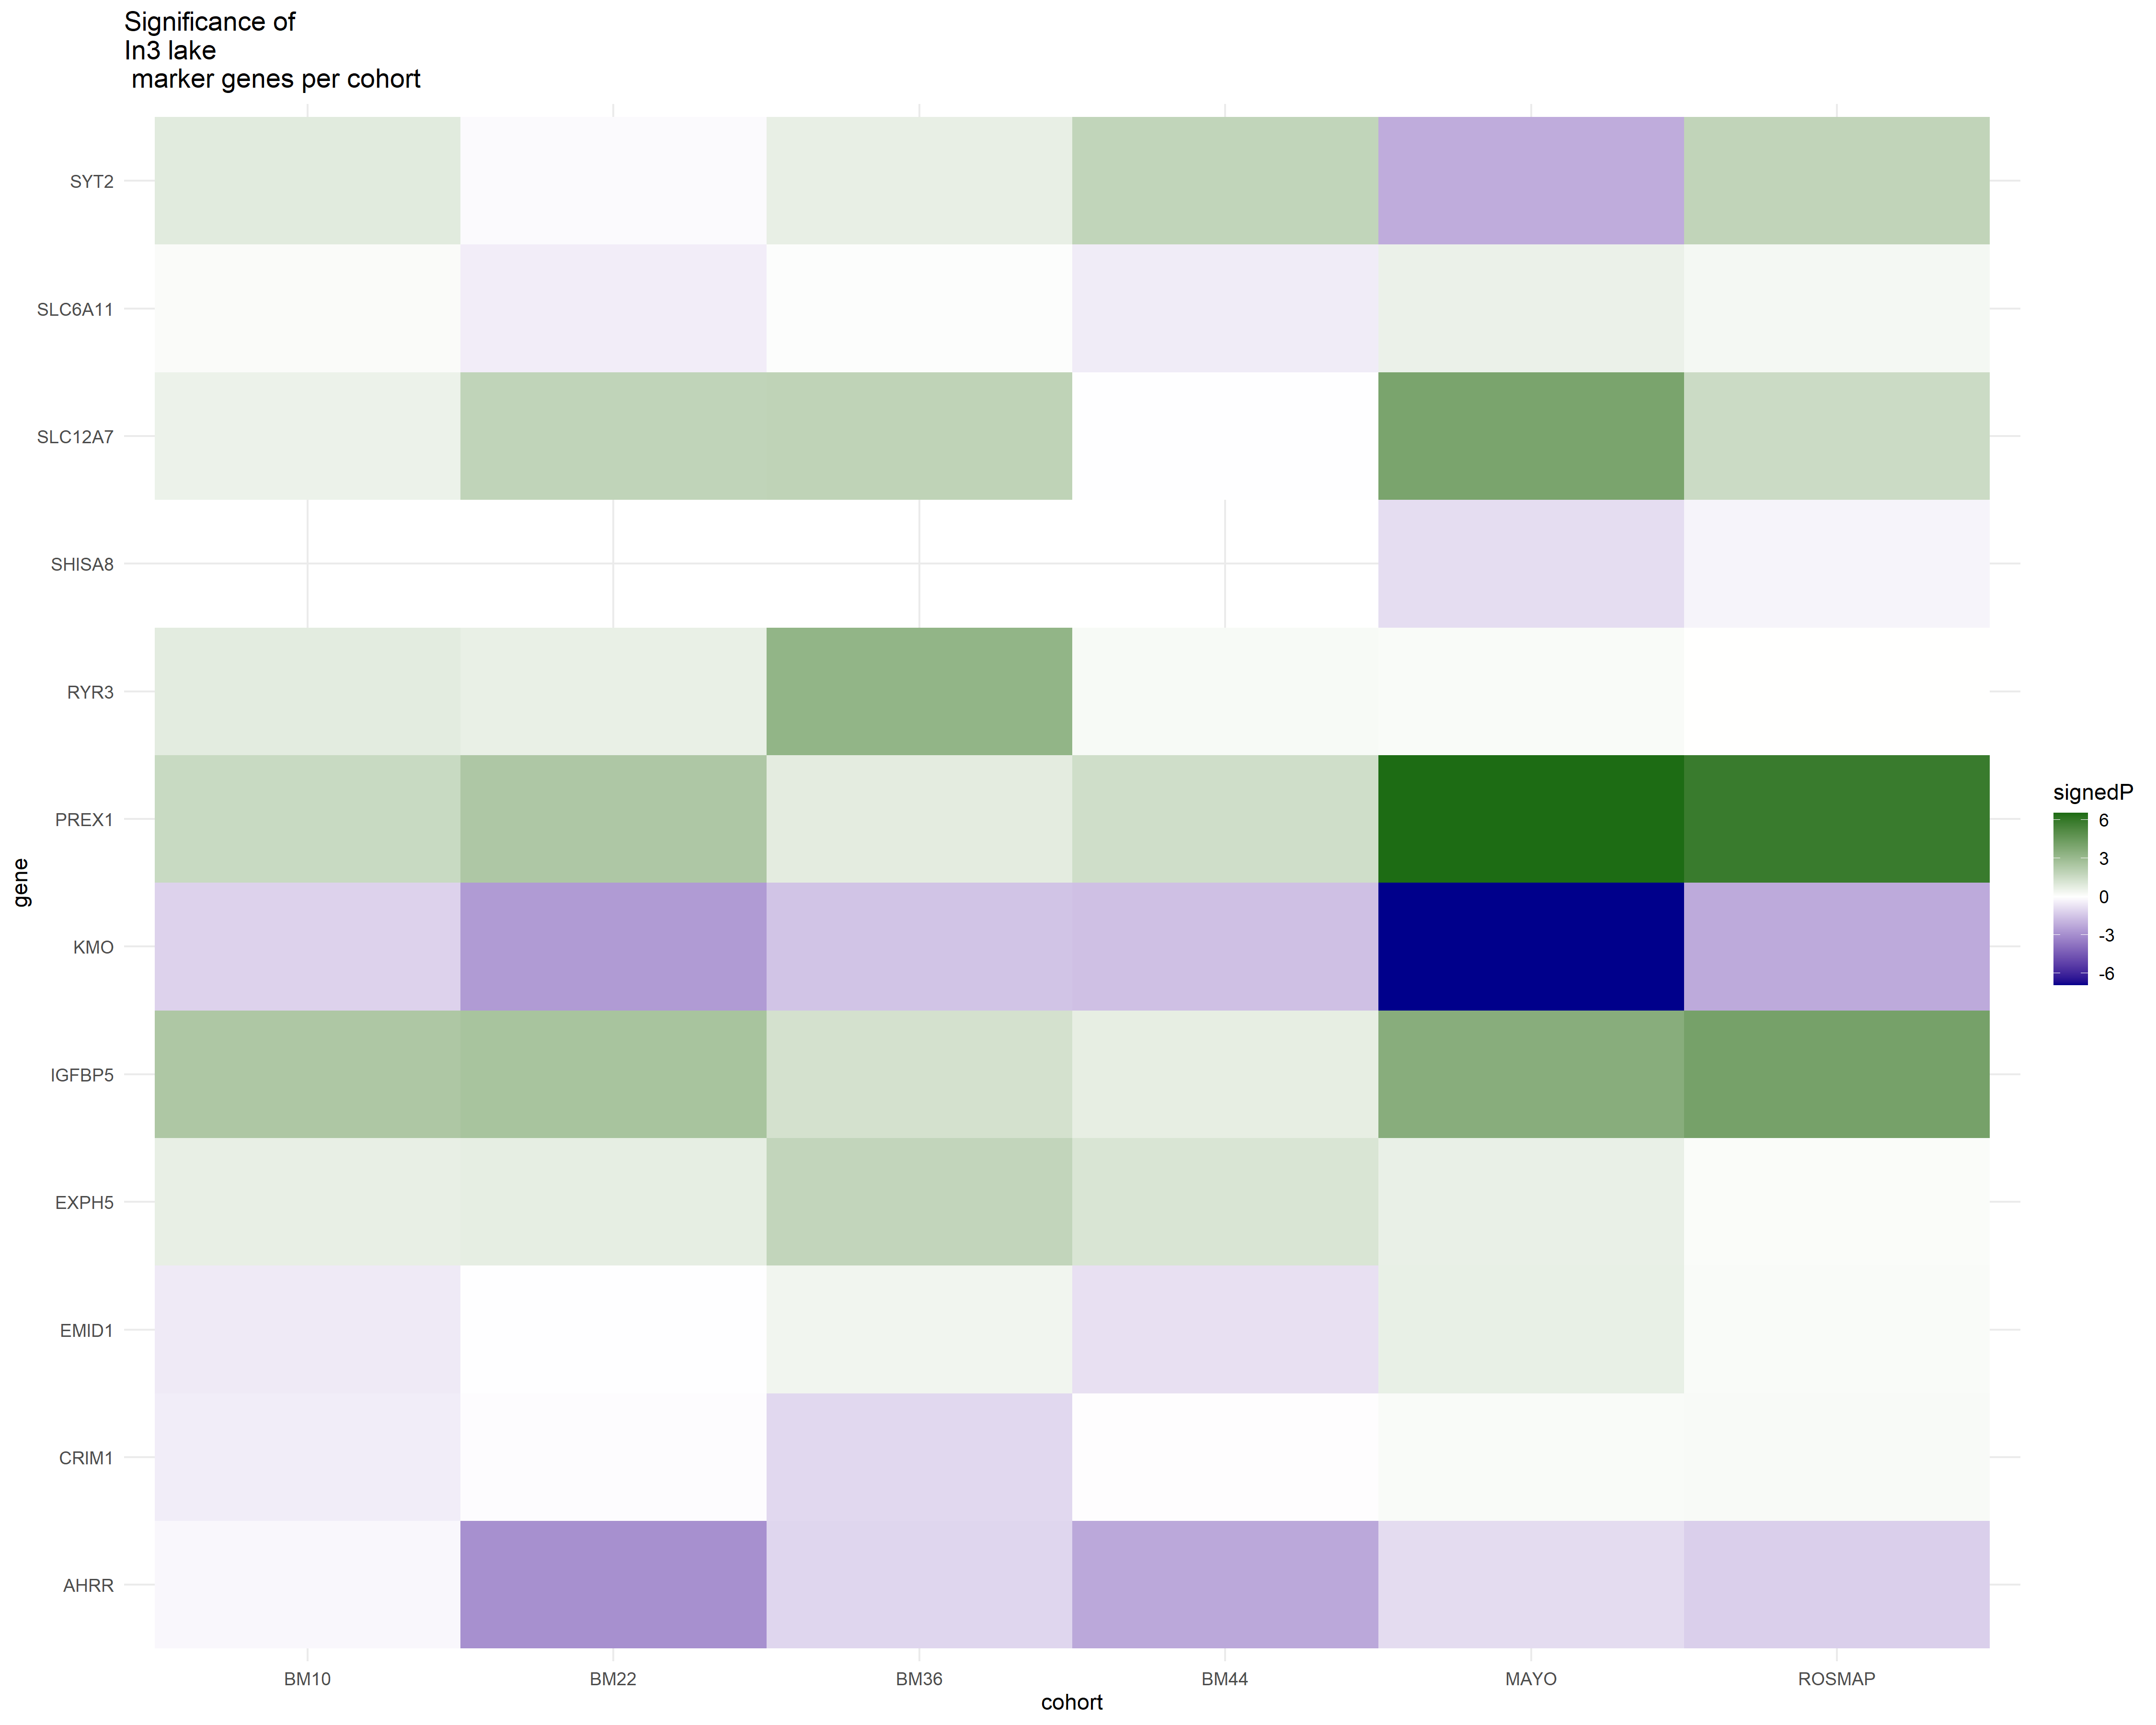 Significance of
In3 lake
marker genes per cohort
SYT2
SLC6A11
SLC12A7
SHISA8
RYR3
PREX1
KMO
IGFBP5
EXPH5
EMID1
CRIM1
AHRR
gene
BM10
BM22
BM36
BM44
MAYO
ROSMAP
cohort
signedP
6
3
0
-3
-6